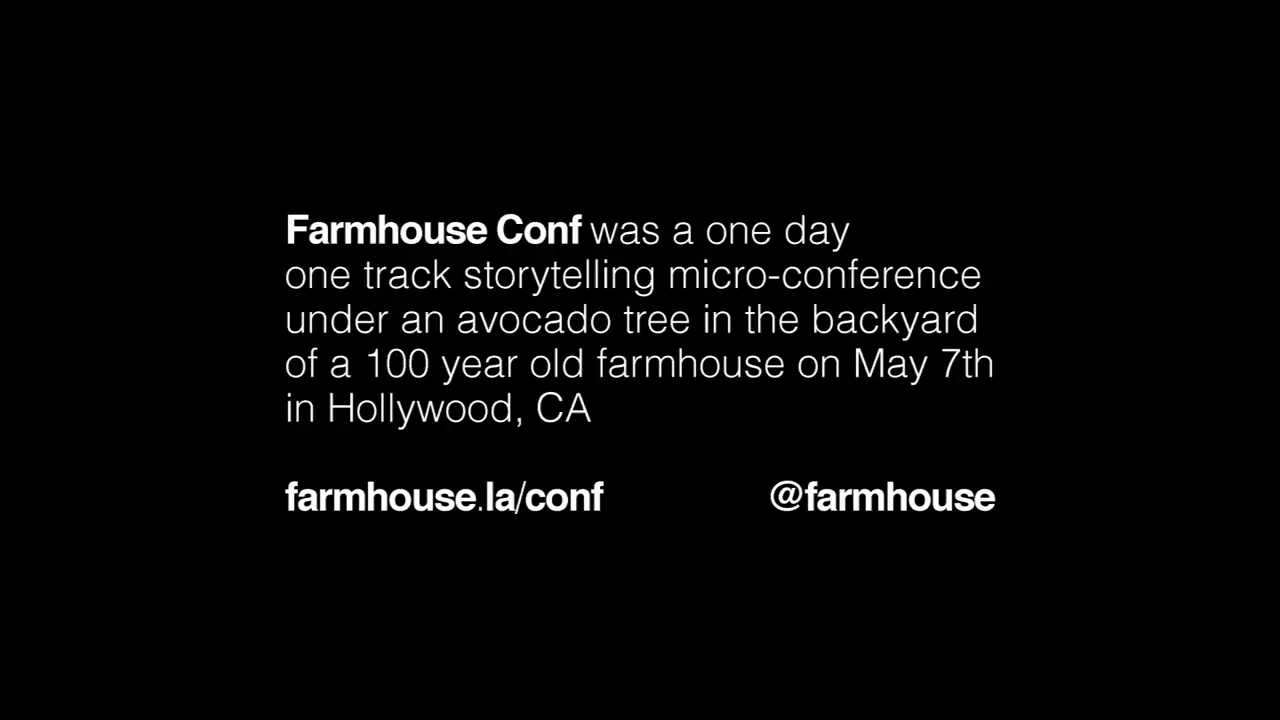 Farmhouse Conf was a one day
one track storytelling micro-conference
under an avocado tree in the backyard
of a 100 year old farmhouse on May 7th
in Hollywood, CA
farmhouse.la/conf @farmhouse